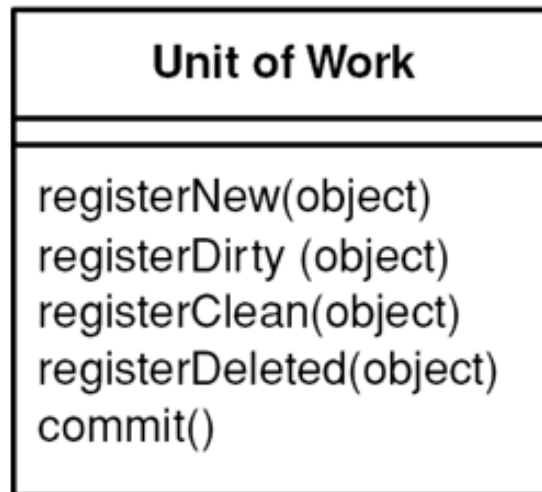 Unit of Work
registerNew(object)
registerDirty (object)
registerClean(object)
registerDeleted(object)
commit()